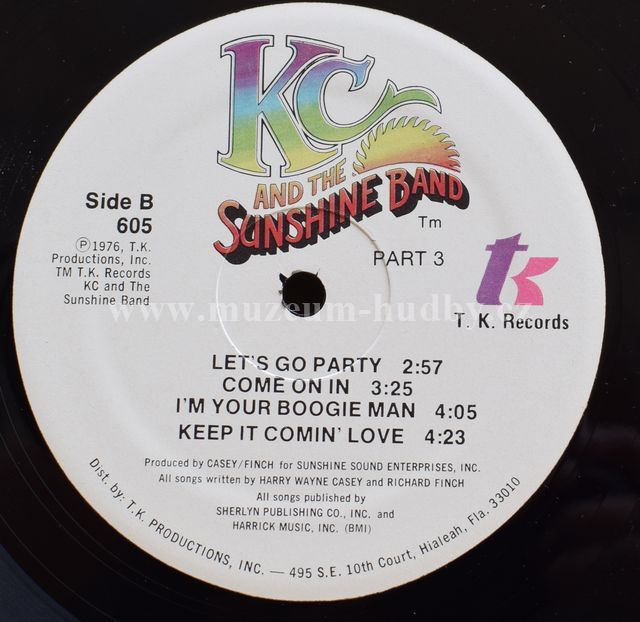 KC
AND THE
SUNSHINE BAND
Tm
Side B
605
Ⓟ1976, T.K.
Productions, Inc.
TM T.K. Records
KC and The
Sunshine Band
PART 3
tk
T. K. Records
www.muzeum-hudby.cz
LET'S GO PARTY 2:57
COME ON IN 3:25
I'M YOUR BOOGIE MAN 4:05
KEEP IT COMIN' LOVE 4:23
Produced by CASEY/FINCH for SUNSHINE SOUND ENTERPRISES, INC.
All songs written by HARRY WAYNE CASEY and RICHARD FINCH
All songs published by
SHERLYN PUBLISHING CO., INC. and
HARRICK MUSIC, INC. (BMI)
Dist. by: T.K. PRODUCTIONS, INC. — 495 S.E. 10th Court, Hialeah, Fla. 33010